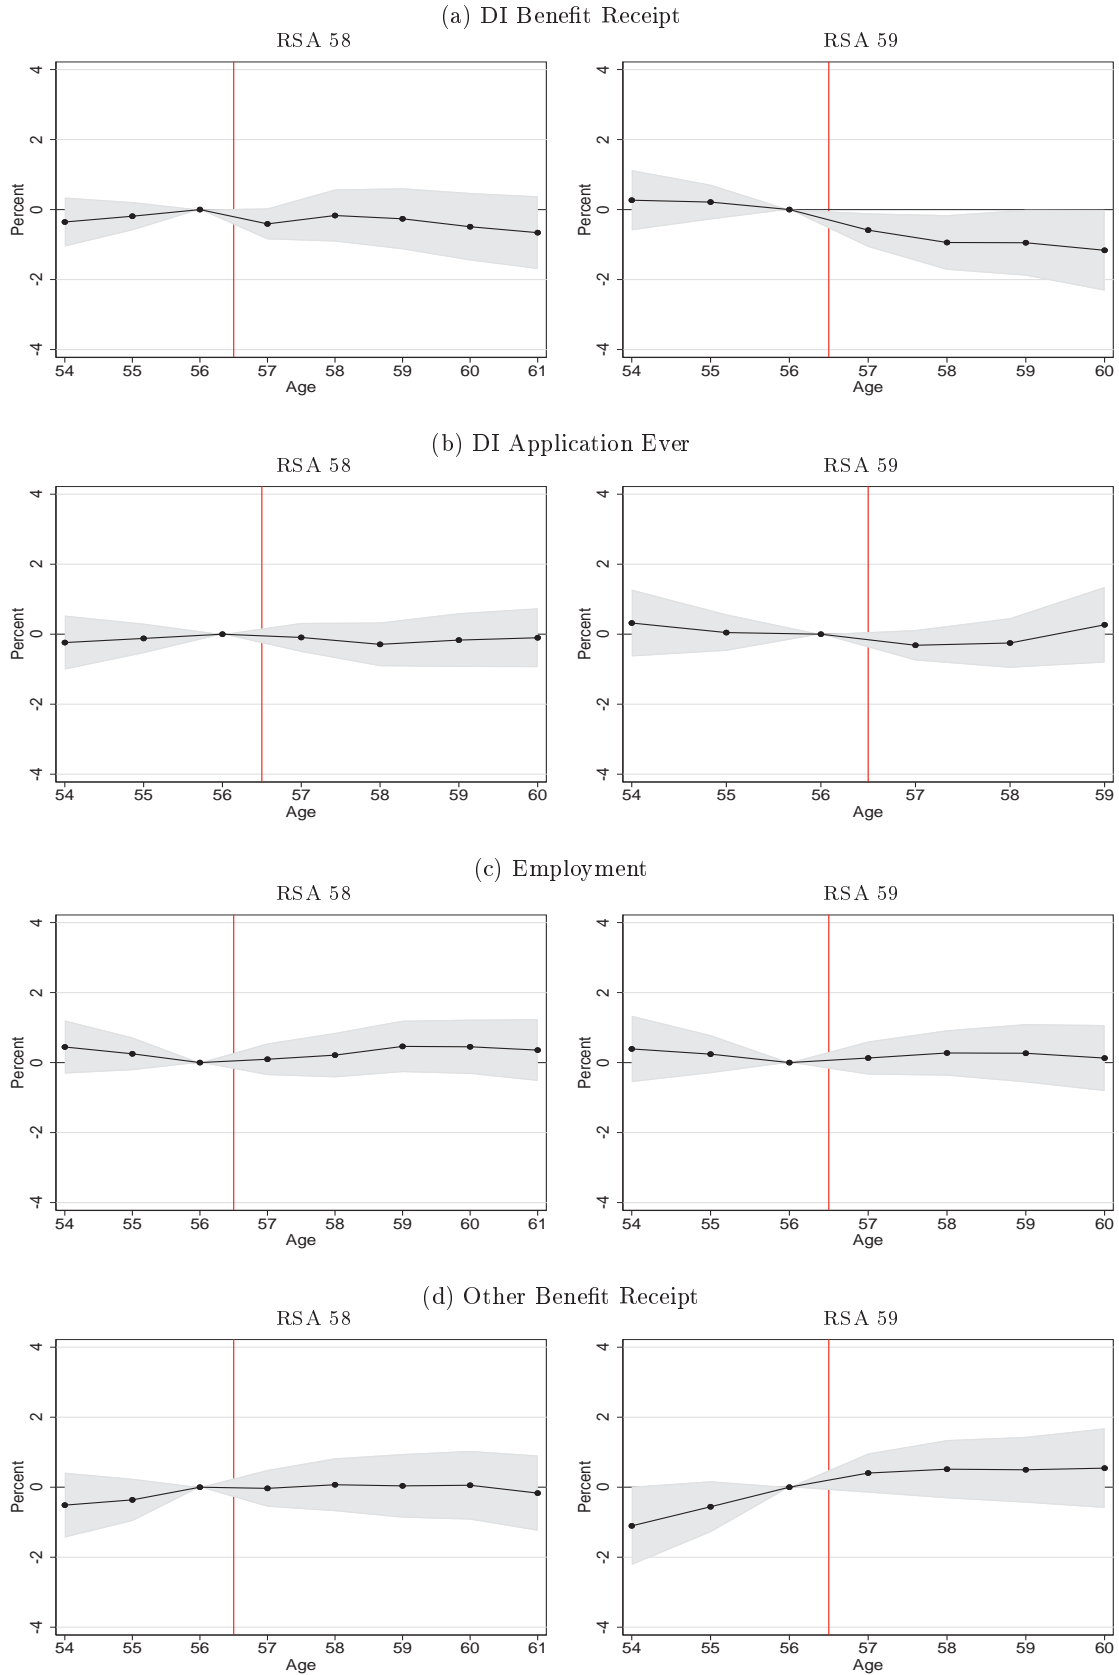 (a) DI Benefit Receipt
RSA 58
RSA 59
4
2
0
-2
-4
Percent
54 55 56 57 58 59 60 61
Age
4
2
0
-2
-4
Percent
54 55 56 57 58 59 60
Age
(b) DI Application Ever
RSA 58
RSA 59
4
2
0
-2
-4
Percent
54 55 56 57 58 59 60
Age
4
2
0
-2
-4
Percent
54 55 56 57 58 59
Age
(c) Employment
RSA 58
RSA 59
4
2
0
-2
-4
Percent
54 55 56 57 58 59 60 61
Age
4
2
0
-2
-4
Percent
54 55 56 57 58 59 60
Age
(d) Other Benefit Receipt
RSA 58
RSA 59
4
2
0
-2
-4
Percent
54 55 56 57 58 59 60 61
Age
4
2
0
-2
-4
Percent
54 55 56 57 58 59 60
Age